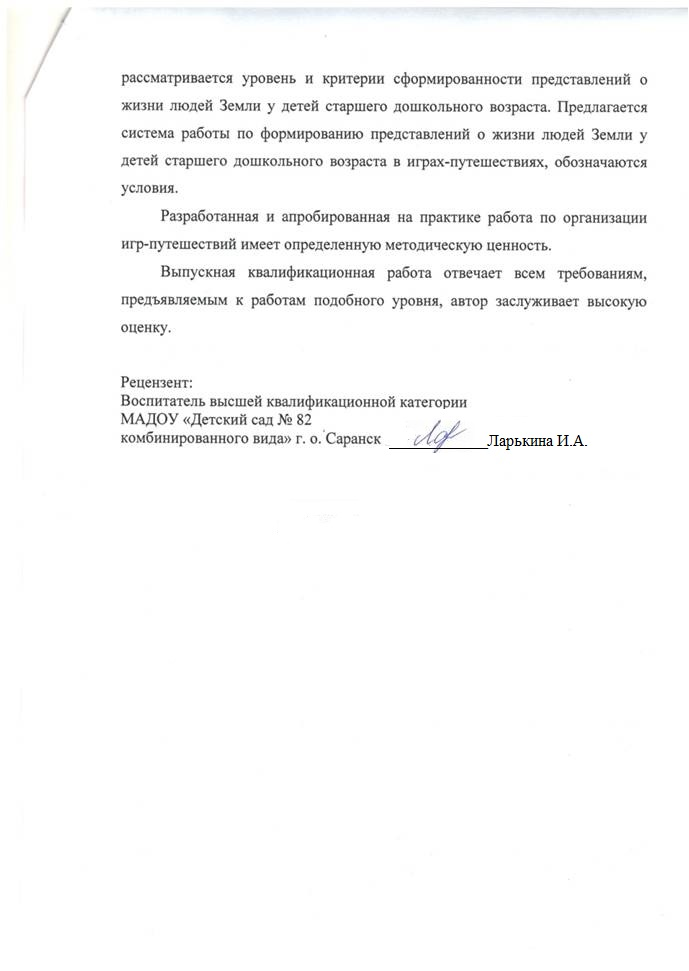 рассматривается уровень и критерии сформированности представлений о
жизни людей Земли у детей старшего дошкольного возраста. Предлагается
система работы по формированию представлений о жизни людей Земли у
детей старшего дошкольного возраста в играх-путешествиях, обозначаются
условия.
Разработанная и апробированная на практике работа по организации
игр-путешествий имеет определенную методическую ценность.
Выпускная квалификационная работа отвечает всем требованиям,
предъявляемым к работам подобного уровня, автор заслуживает высокую
оценку.
Рецензент:
Воспитатель высшей квалификационной категории
МАДОУ «Детский сад № 82
комбинированного вида» г. о. Саранск ____________Ларькина И.А.